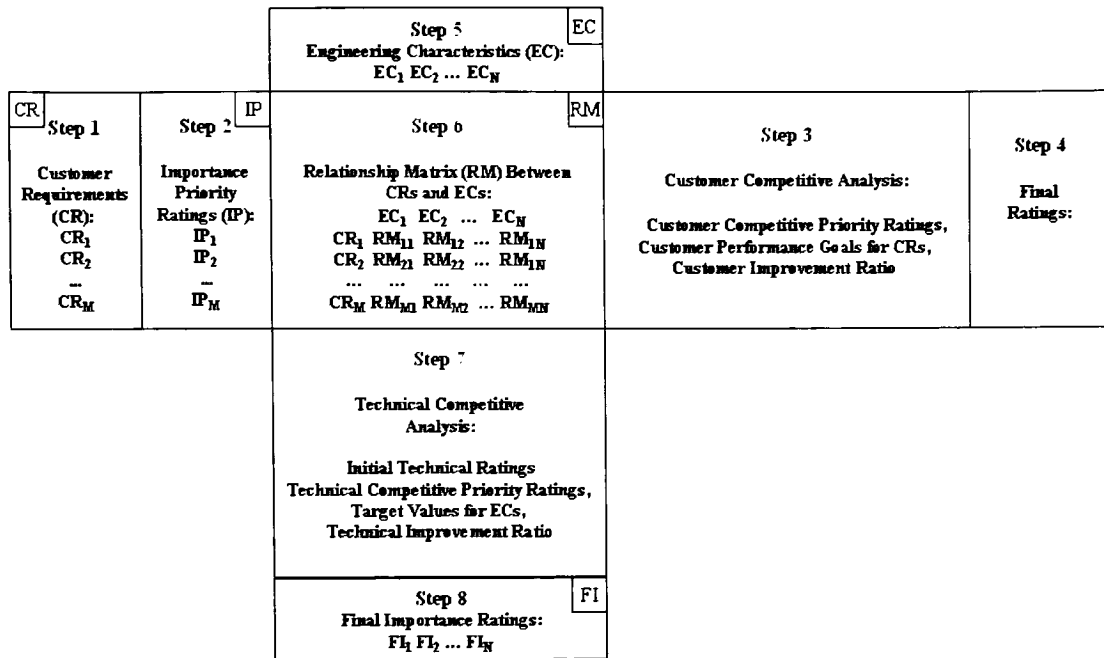 Step 5
EC
Engineering Characteristics (EC):
EC1 EC2 ... ECN
CR
Step 1
Customer
Requirements
(CR):
CR1
CR2
...
CRM
Step 2
IP
Importance
Priority
Ratings (IP):
IP1
IP2
...
IPM
Step 6
RM
Relationship Matrix (RM) Between
CRs and ECs:
EC1 EC2 ... ECN
CR1 RM11 RM12 ... RM1N
CR2 RM21 RM22 ... RM1N
... ... ... ... ...
CRM RMM1 RMM2 ... RMMN
Step 3
Customer Competitive Analysis:
Customer Competitive Priority Ratings,
Customer Performance Goals for CRs,
Customer Improvement Ratio
Step 4
Final
Ratings:
Step 7
Technical Competitive
Analysis:
Initial Technical Ratings
Technical Competitive Priority Ratings,
Target Values for ECs,
Technical Improvement Ratio
Step 8
FI
Final Importance Ratings:
FI1 FI2 ... FIN